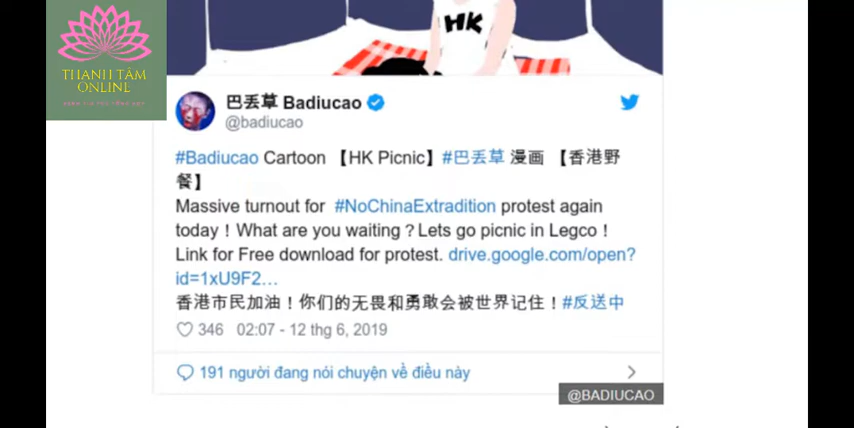 HK
THANH TÂM
ONLINE
巴丢草 Badiucao
@badiucao
#Badiucao Cartoon 【HK Picnic】#巴丢草 漫画 【香港野
餐】
Massive turnout for #NoChinaExtradition protest again
today！What are you waiting？Lets go picnic in Legco！
Link for Free download for protest. drive.google.com/open?
id=1xU9F2…
香港市民加油！你们的无畏和勇敢会被世界记住！#反送中
346 02:07 - 12 thg 6, 2019
191 người đang nói chuyện về điều này
@BADIUCAO